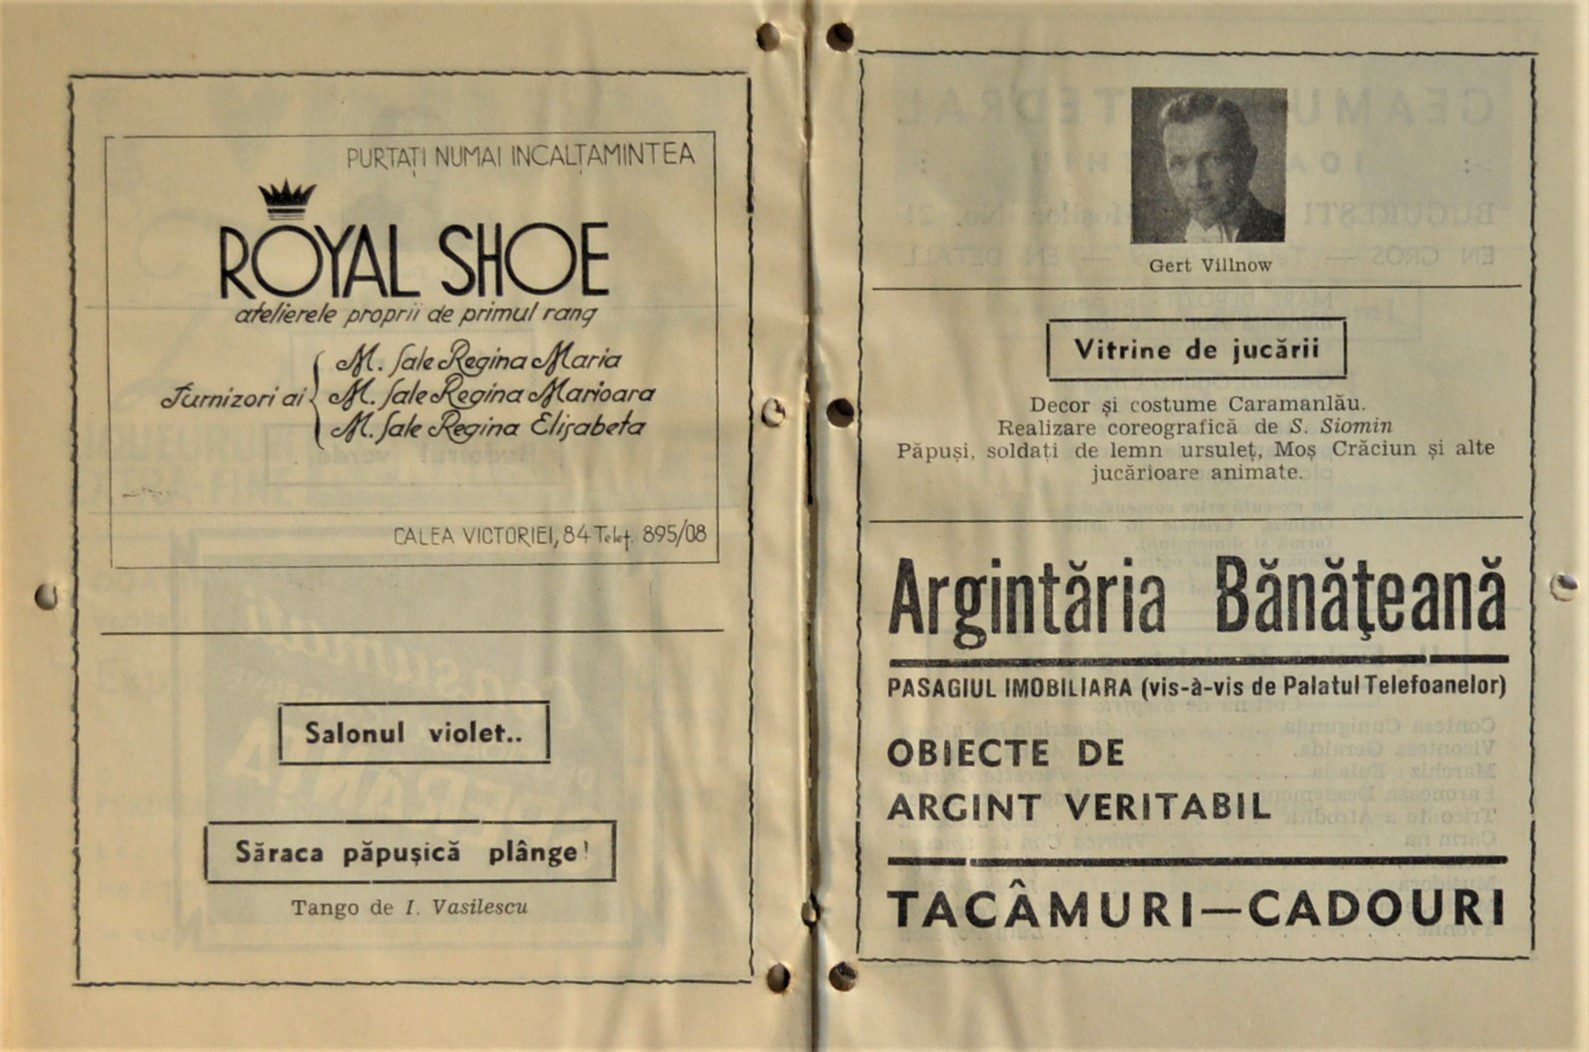 PURTAȚI NUMAI INCALȚAMINTEA
ROYAL SHOE
atelierele proprii de primul rang
Furnizori ai
M. Sale Regina Maria
M. Sale Regina Marioara
M. Sale Regina Elisabeta
CALEA VICTORIEI, 84 Telef. 895/08
Salonul violet..
Săraca păpușică plânge!
Tango de I. Vasilescu
Gert Villnow
Vitrine de jucării
Decor și costume Caramanlău.
Realizare coreografică de S. Siomin
Păpuși, soldați de lemn ursuleț, Moș Crăciun și alte
jucărioare animate.
Argintăria Bănățeană
PASAGIUL IMOBILIARA (vis-à-vis de Palatul Telefoanelor)
OBIECTE DE
ARGINT VERITABIL
TACÂMURI—CADOURI